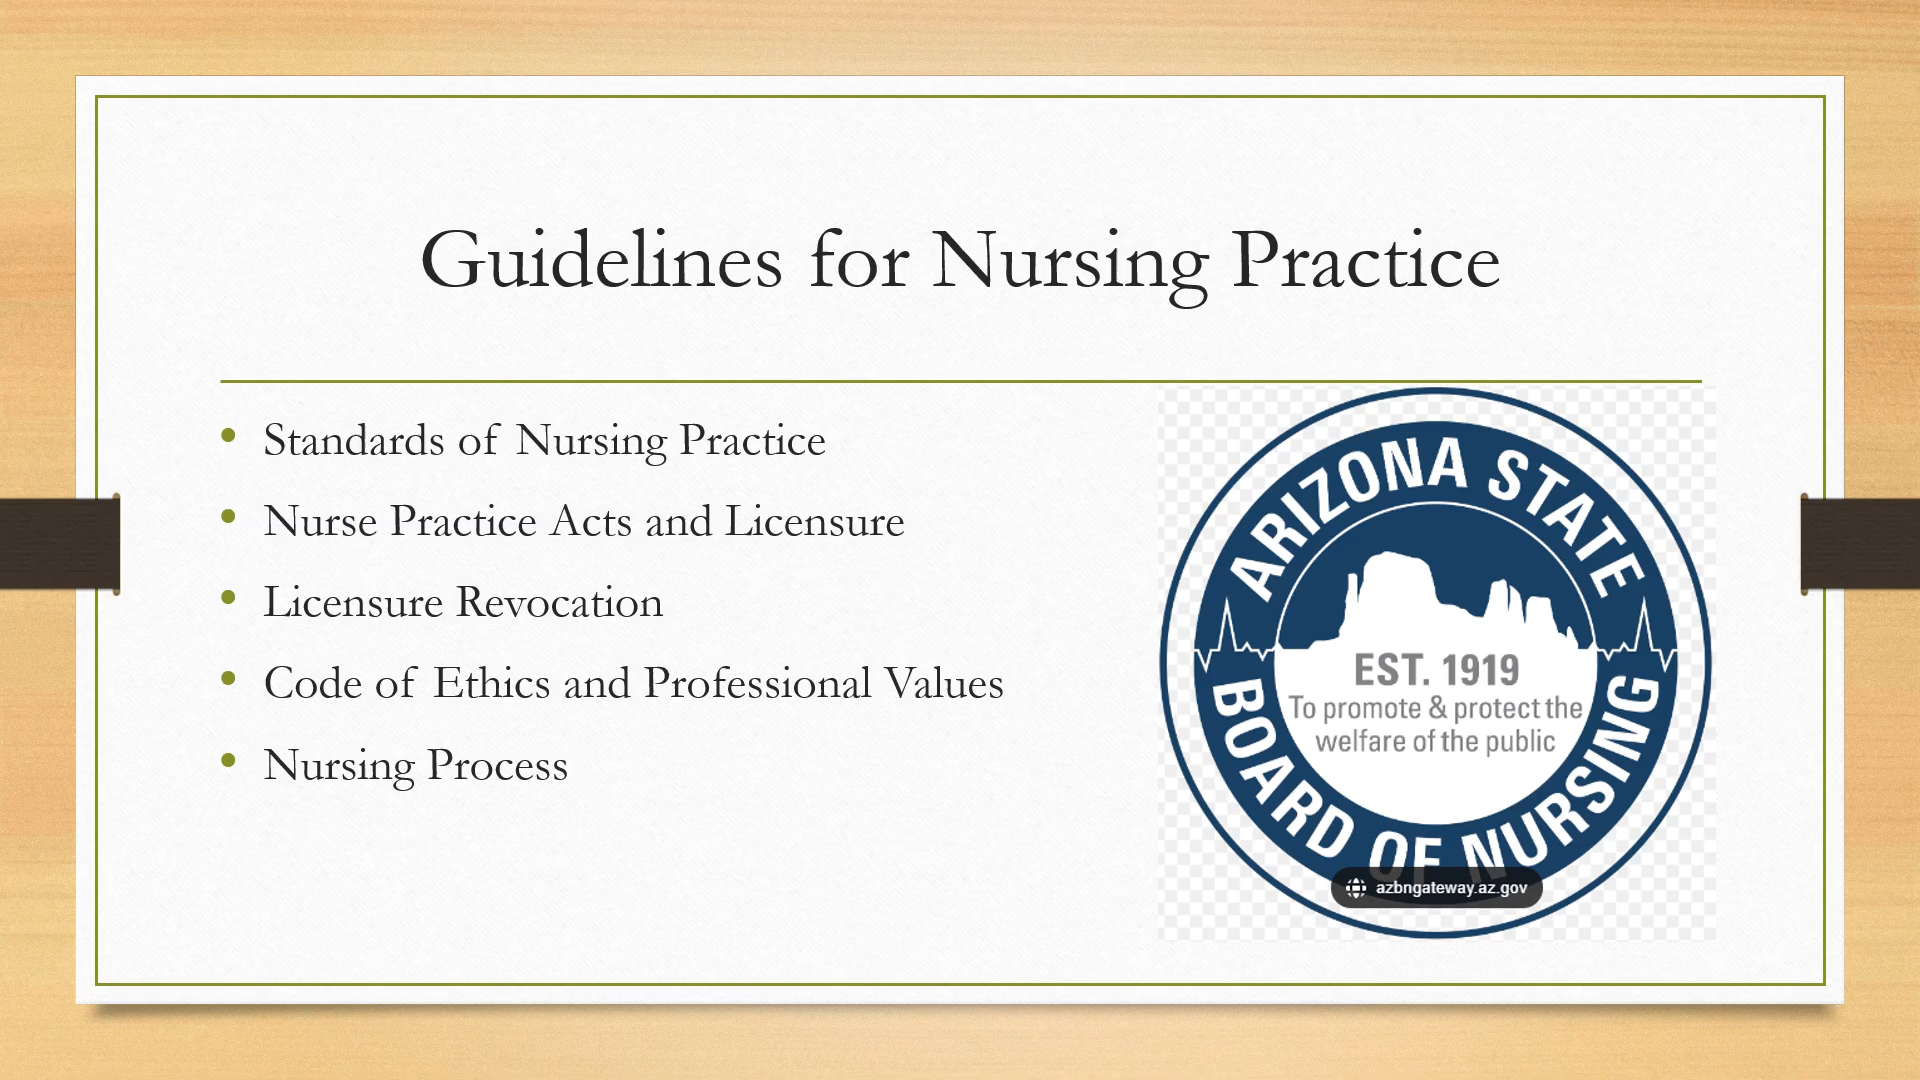 Guidelines for Nursing Practice
• Standards of Nursing Practice
• Nurse Practice Acts and Licensure
• Licensure Revocation
• Code of Ethics and Professional Values
• Nursing Process
ARIZONA STATE
EST. 1919
To promote & protect the
welfare of the public
BOARD OF NURSING
azbngateway.az.gov